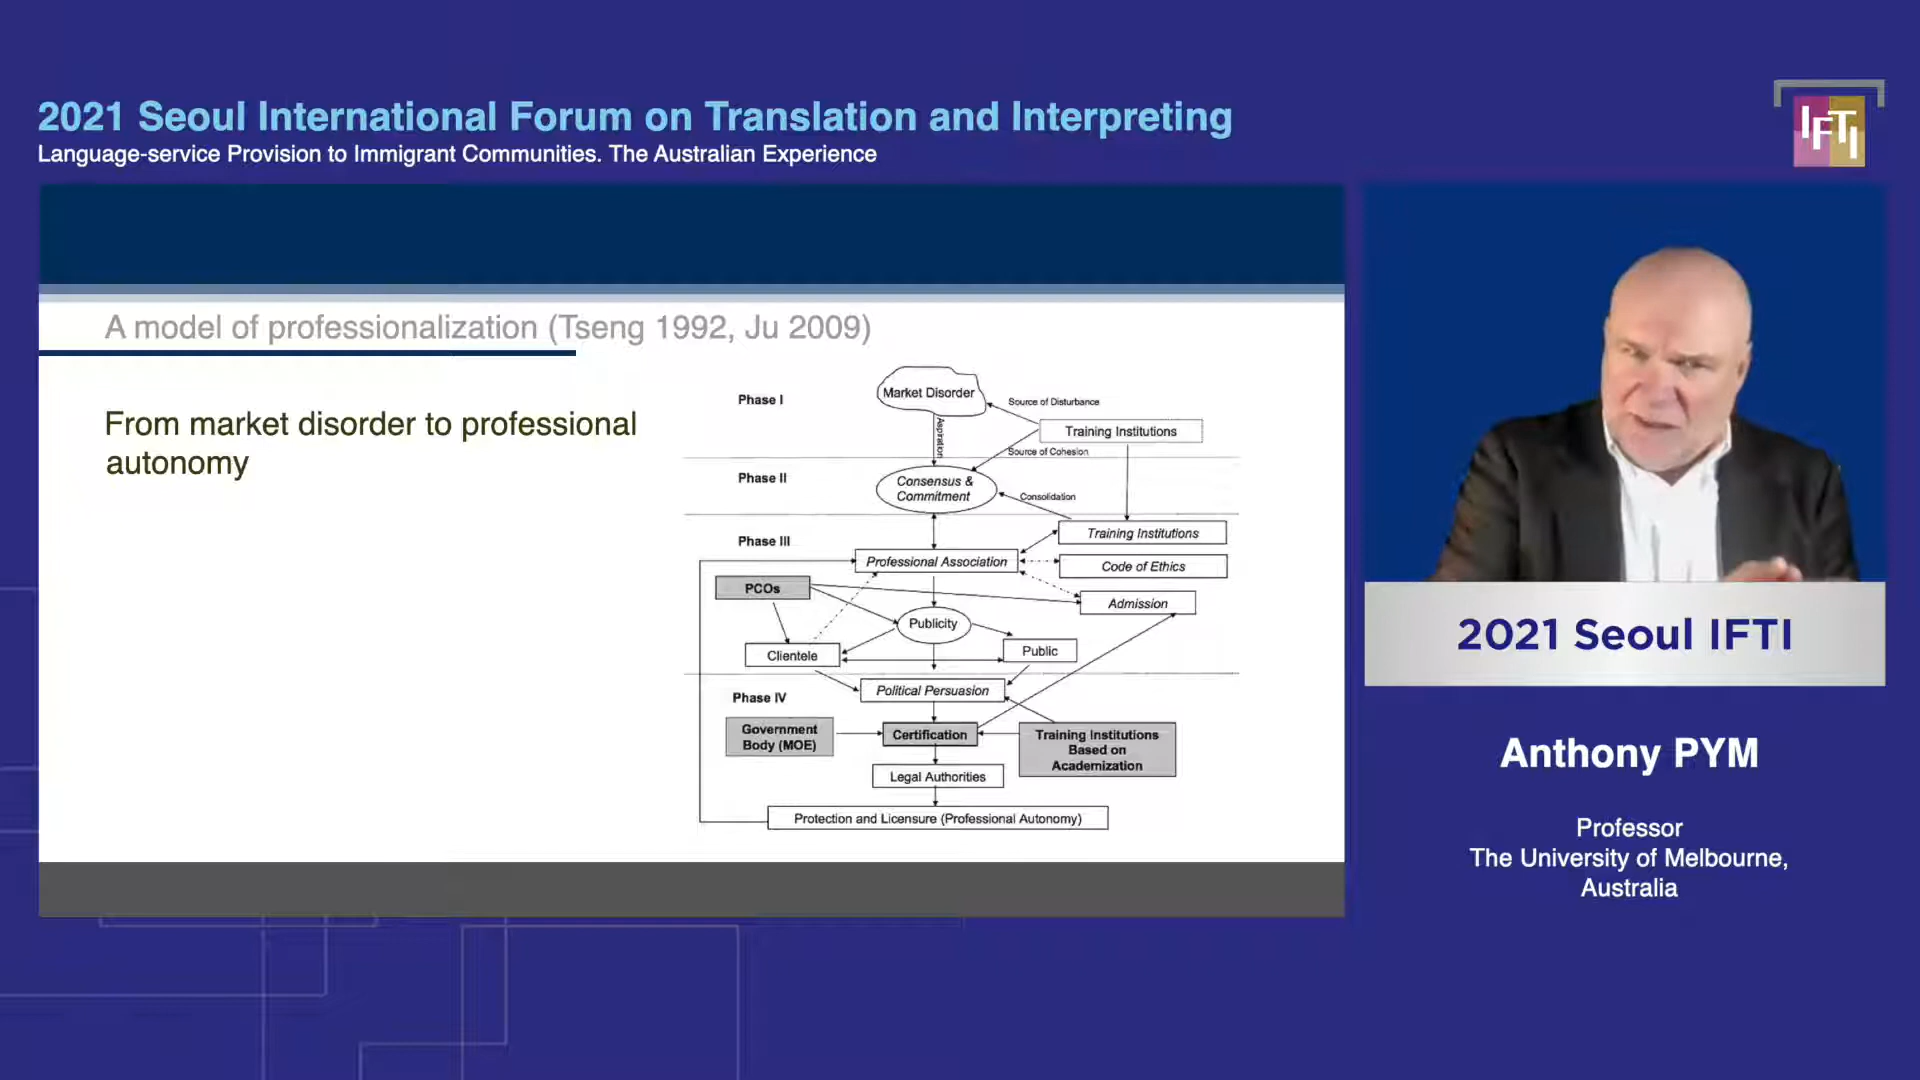 2021 Seoul International Forum on Translation and Interpreting
Language-service Provision to Immigrant Communities. The Australian Experience
IFTI
A model of professionalization (Tseng 1992, Ju 2009)
From market disorder to professional
autonomy
Phase I
Market Disorder
Source of Disturbance
Training Institutions
Aspiration
Source of Cohesion
Phase II
Consensus &
Commitment
Consolidation
Phase III
Training Institutions
Professional Association
Code of Ethics
PCOs
Admission
Publicity
Clientele
Public
Phase IV
Political Persuasion
Government
Body (MOE)
Certification
Training Institutions
Based on
Academization
Legal Authorities
Protection and Licensure (Professional Autonomy)
2021 Seoul IFTI
Anthony PYM
Professor
The University of Melbourne,
Australia